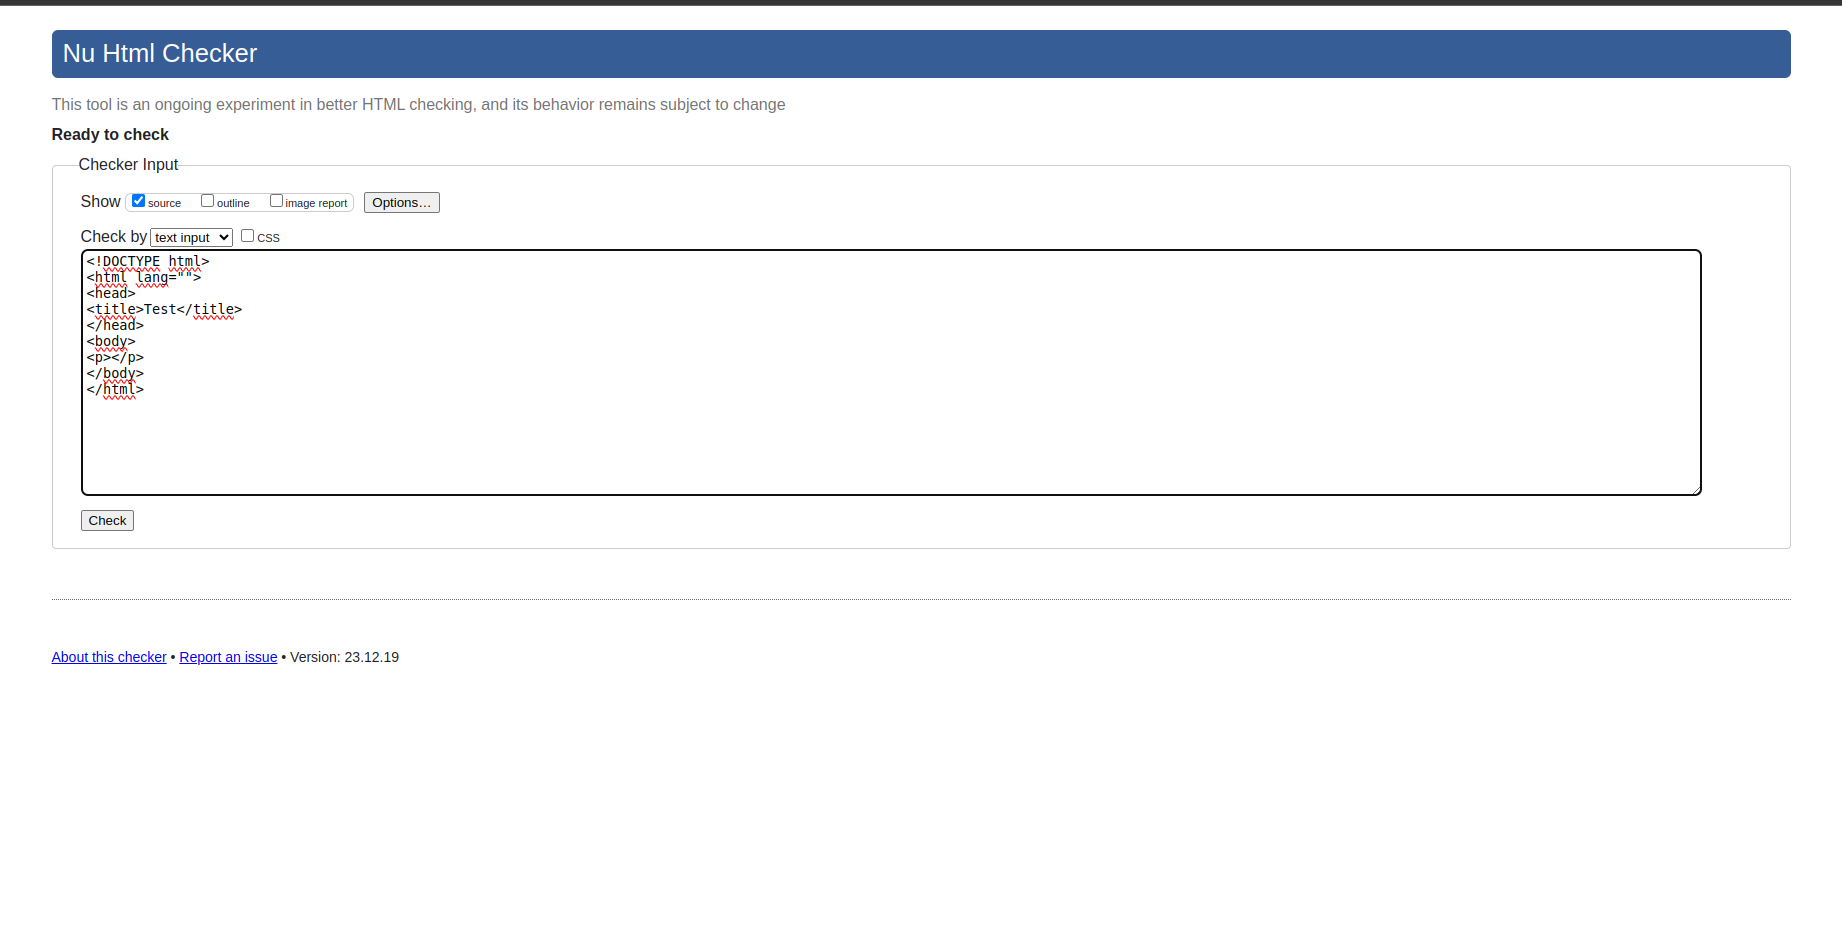 Nu Html Checker
This tool is an ongoing experiment in better HTML checking, and its behavior remains subject to change
Ready to check
Checker Input
Show source outline image report Options...
Check by text input CSS
<!DOCTYPE html>
<html lang="">
<head>
<title>Test</title>
</head>
<body>
<p></p>
</body>
</html>
Check
About this checker • Report an issue • Version: 23.12.19